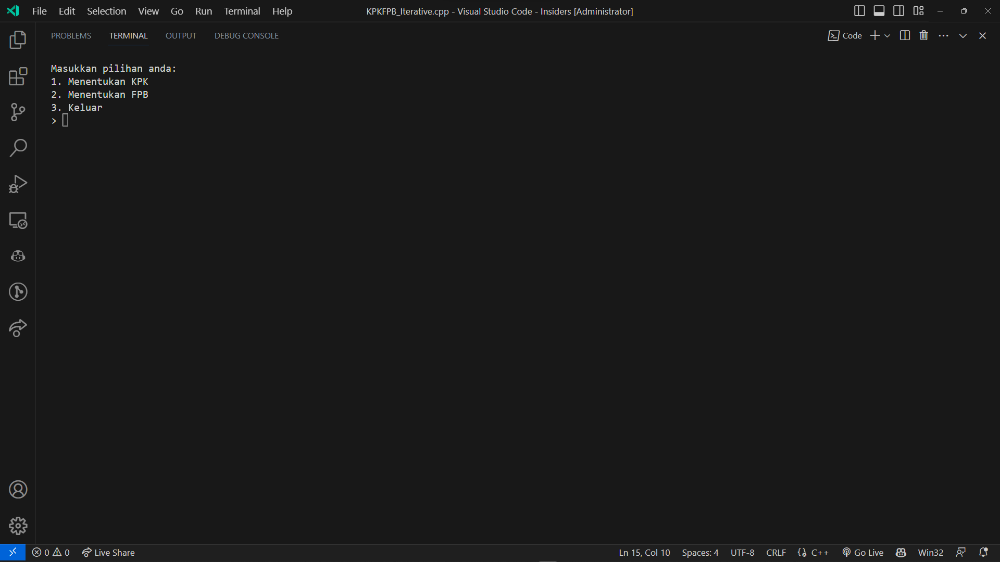 File Edit Selection View Go Run Terminal Help KPKFPB_Iterative.cpp - Visual Studio Code - Insiders [Administrator]
PROBLEMS TERMINAL OUTPUT DEBUG CONSOLE Code
Masukkan pilihan anda:
1. Menentukan KPK
2. Menentukan FPB
3. Keluar
>
0 0 Live Share Ln 15, Col 10 Spaces: 4 UTF-8 CRLF C++ Go Live Win32